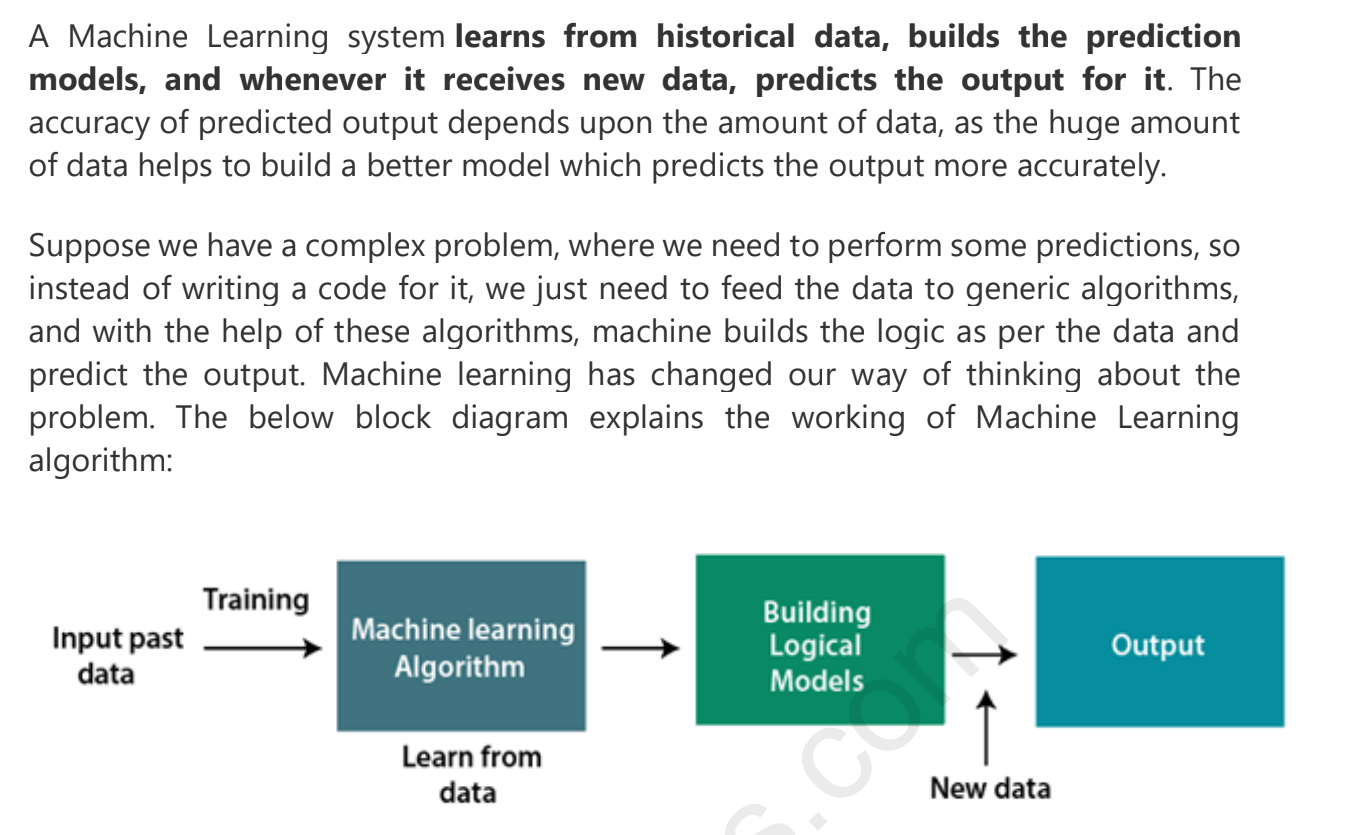 A Machine Learning system learns from historical data, builds the prediction
models, and whenever it receives new data, predicts the output for it. The
accuracy of predicted output depends upon the amount of data, as the huge amount
of data helps to build a better model which predicts the output more accurately.
Suppose we have a complex problem, where we need to perform some predictions, so
instead of writing a code for it, we just need to feed the data to generic algorithms,
and with the help of these algorithms, machine builds the logic as per the data and
predict the output. Machine learning has changed our way of thinking about the
problem. The below block diagram explains the working of Machine Learning
algorithm:
Input past
data
Training
Machine learning
Algorithm
Learn from
data
Building
Logical
Models
New data
Output
s.com